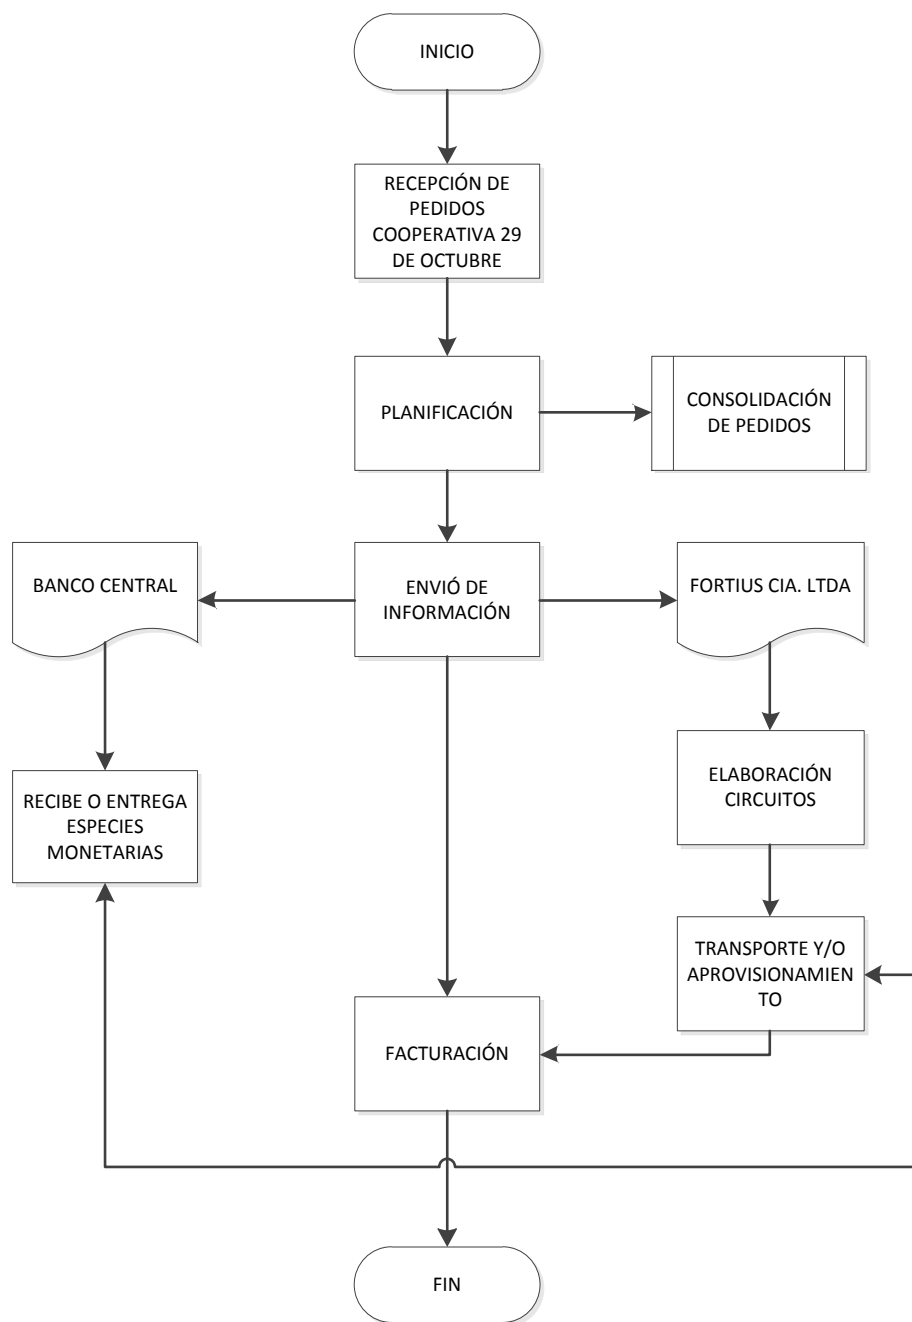 INICIO
RECEPCIÓN DE
PEDIDOS
COOPERATIVA 29
DE OCTUBRE
PLANIFICACIÓN
CONSOLIDACIÓN
DE PEDIDOS
BANCO CENTRAL
ENVIÓ DE
INFORMACIÓN
FORTIUS CIA. LTDA
RECIBE O ENTREGA
ESPECIES
MONETARIAS
ELABORACIÓN
CIRCUITOS
TRANSPORTE Y/O
APROVISIONAMIEN
TO
FACTURACIÓN
FIN